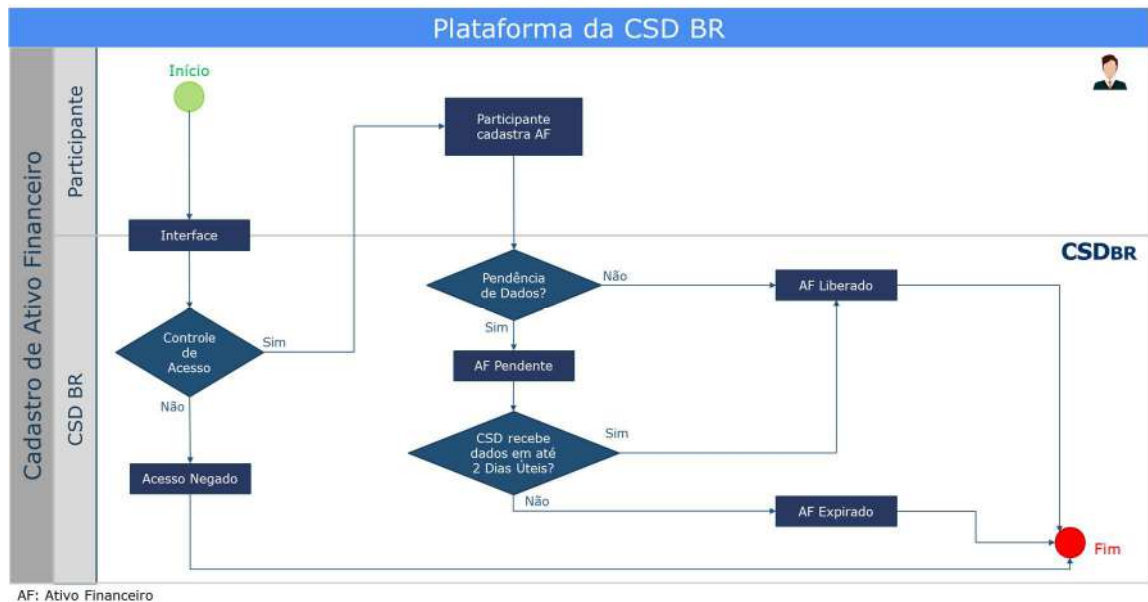 Plataforma da CSD BR
Cadastro de Ativo Financeiro
Participante
Início
Participante
cadastra AF
Interface
CSD BR
CSDBR
Pendência
de Dados?
Não
AF Liberado
Sim
Controle
de
Acesso
Sim
AF Pendente
Não
CSD recebe
dados em até
2 Dias Úteis?
Sim
Acesso Negado
Não
AF Expirado
Fim
AF: Ativo Financeiro